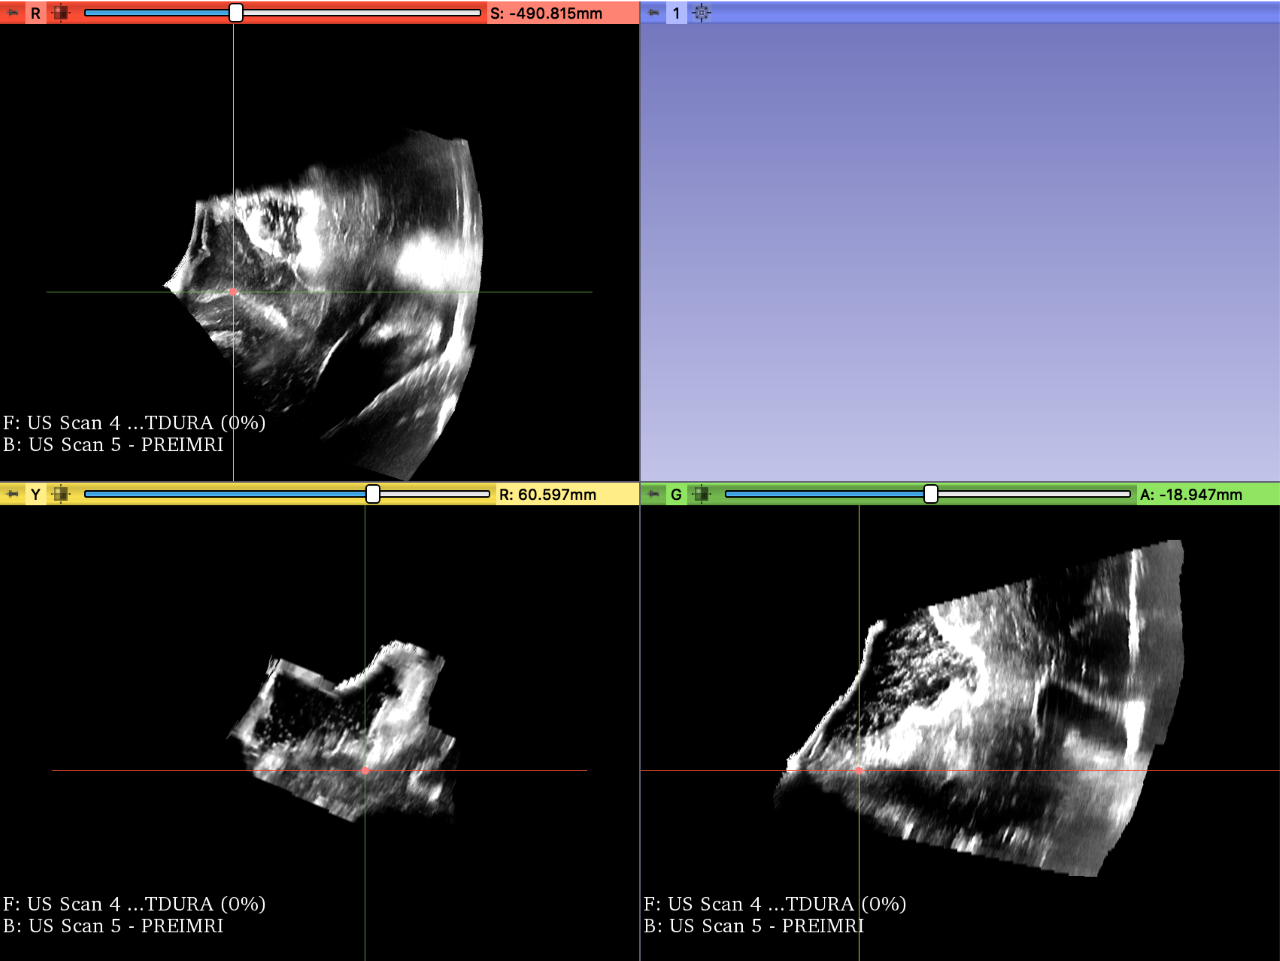 R S: -490.815mm
1
F: US Scan 4 ...TDURA (0%)
B: US Scan 5 - PREIMRI
Y R: 60.597mm
G A: -18.947mm
F: US Scan 4 ...TDURA (0%)
B: US Scan 5 - PREIMRI
F: US Scan 4 ...TDURA (0%)
B: US Scan 5 - PREIMRI